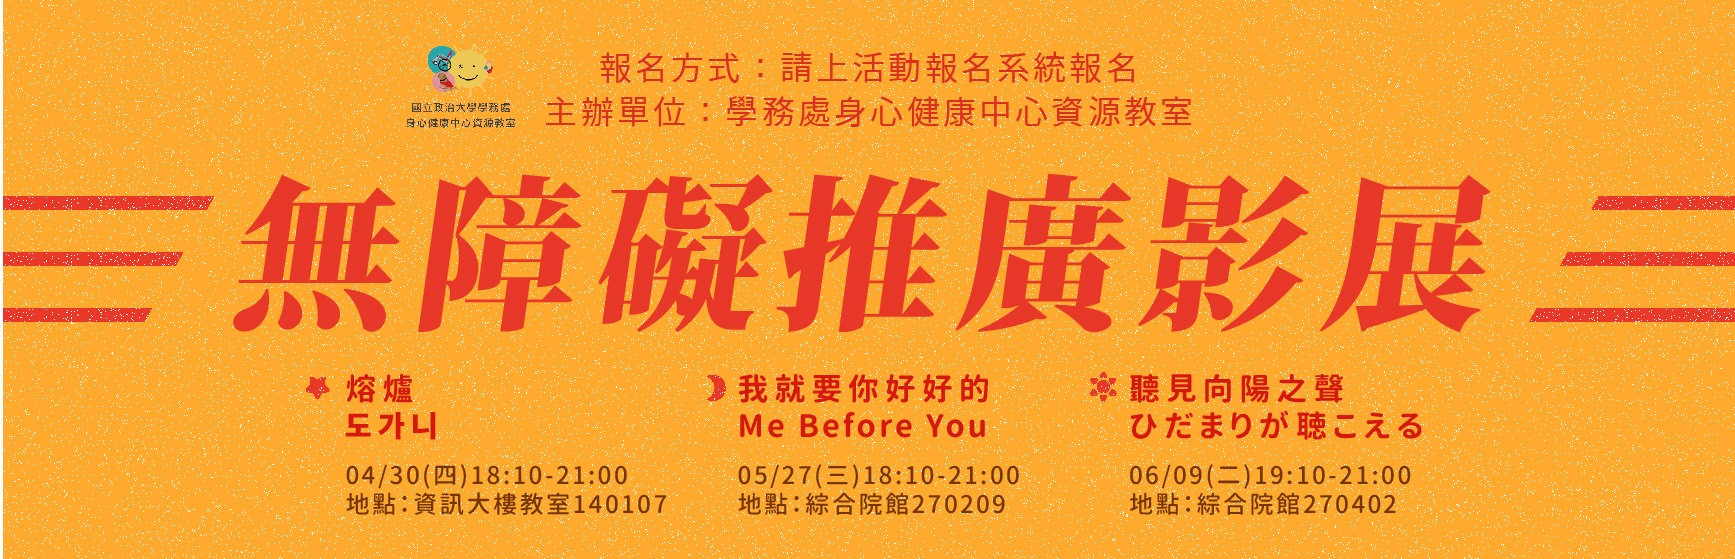 報名方式：請上活動報名系統報名
國立政治大學學務處
身心健康中心資源教室
主辦單位：學務處身心健康中心資源教室
無障礙推廣影展
熔爐
도가니
04/30(四)18:10-21:00
地點：資訊大樓教室140107
我就要你好好的
Me Before You
05/27(三)18:10-21:00
地點：綜合院館270209
聽見向陽之聲
ひだまりが聴こえる
06/09(二)19:10-21:00
地點：綜合院館270402